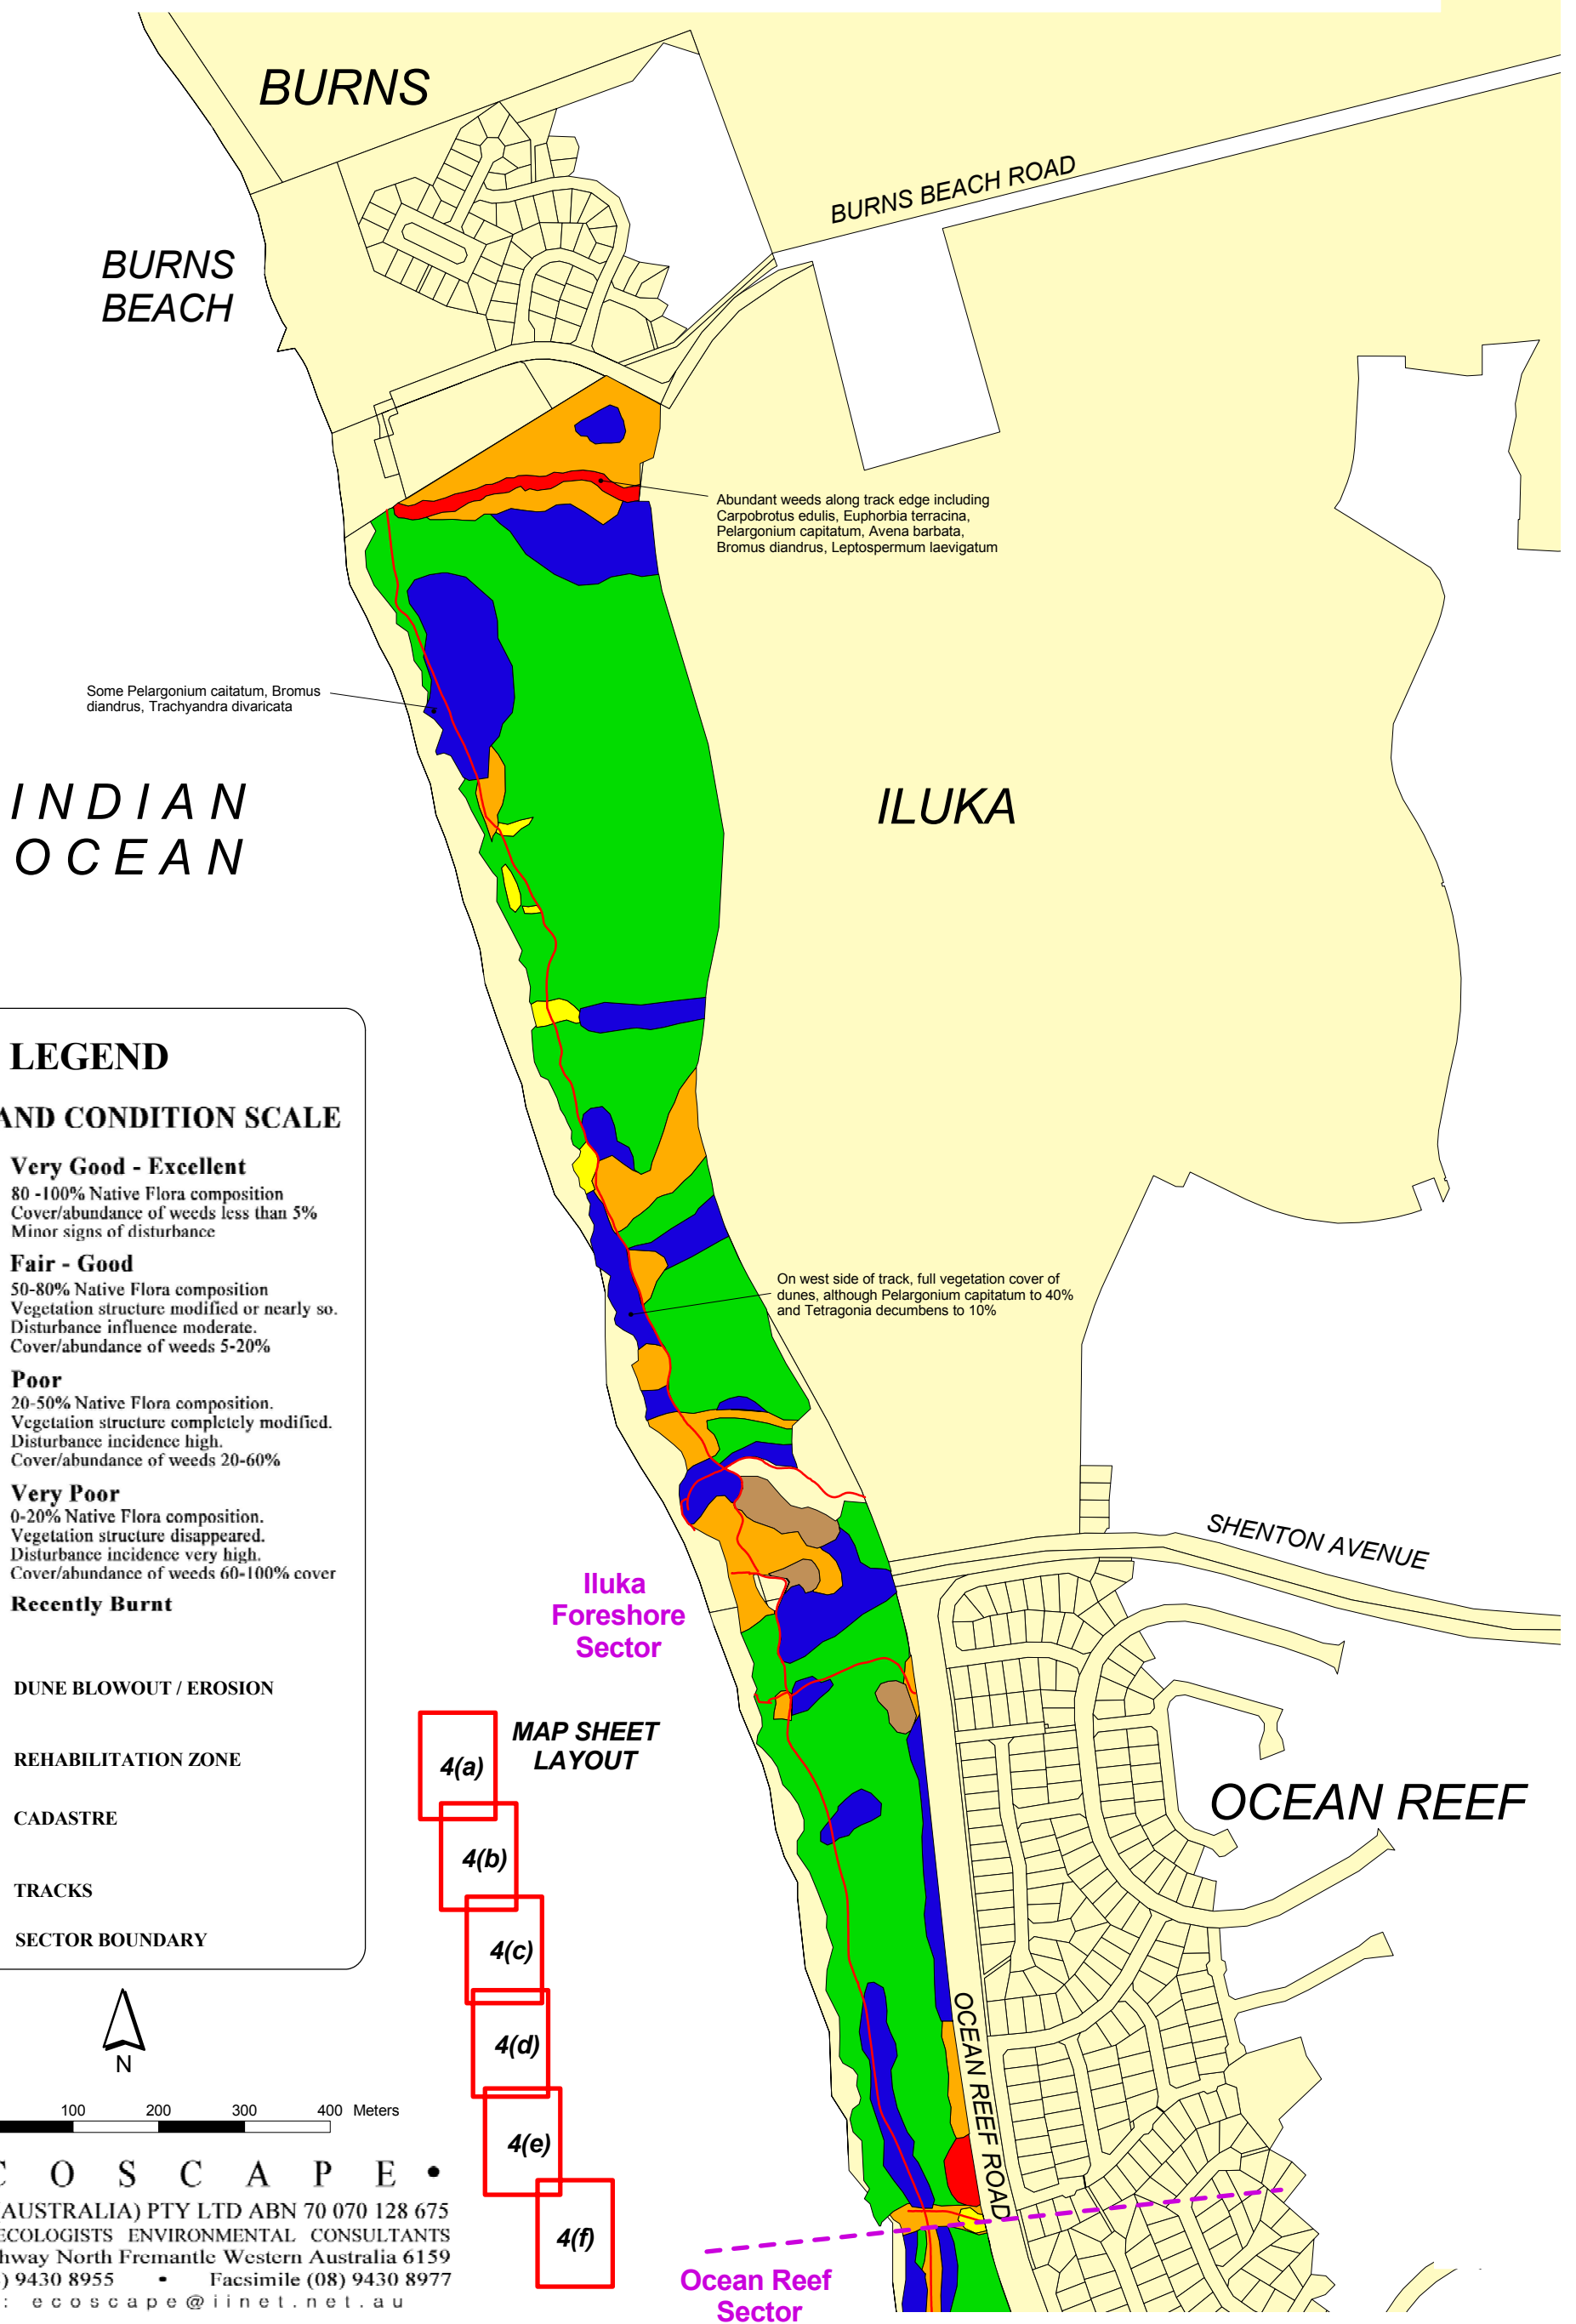 BURNS
BURNS BEACH ROAD
BURNS
BEACH
Abundant weeds along track edge including
Carpobrotus edulis, Euphorbia terracina,
Pelargonium capitatum, Avena barbata,
Bromus diandrus, Leptospermum laevigatum
Some Pelargonium caitatum, Bromus
diandrus, Trachyandra divaricata
INDIAN
OCEAN
ILUKA
LEGEND
AND CONDITION SCALE
Very Good - Excellent
80 -100% Native Flora composition
Cover/abundance of weeds less than 5%
Minor signs of disturbance
Fair - Good
50-80% Native Flora composition
Vegetation structure modified or nearly so.
Disturbance influence moderate.
Cover/abundance of weeds 5-20%
Poor
20-50% Native Flora composition.
Vegetation structure completely modified.
Disturbance incidence high.
Cover/abundance of weeds 20-60%
Very Poor
0-20% Native Flora composition.
Vegetation structure disappeared.
Disturbance incidence very high.
Cover/abundance of weeds 60-100% cover
Recently Burnt
DUNE BLOWOUT / EROSION
REHABILITATION ZONE
CADASTRE
TRACKS
SECTOR BOUNDARY
On west side of track, full vegetation cover of
dunes, although Pelargonium capitatum to 40%
and Tetragonia decumbens to 10%
SHENTON AVENUE
Iluka
Foreshore
Sector
MAP SHEET
LAYOUT
4(a)
4(b)
4(c)
4(d)
4(e)
4(f)
OCEAN REEF
OCEAN REEF ROAD
N
100 200 300 400 Meters
C O S C A P E •
(AUSTRALIA) PTY LTD ABN 70 070 128 675
ECOLOGISTS ENVIRONMENTAL CONSULTANTS
hway North Fremantle Western Australia 6159
) 9430 8955 • Facsimile (08) 9430 8977
: ecoscape@iinet.net.au
Ocean Reef
Sector